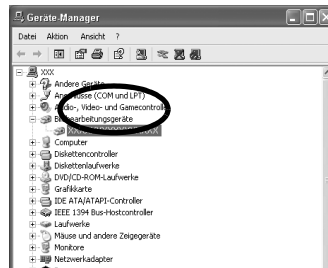 Geräte-Manager
Datei Aktion Ansicht ?
XXX
Andere Geräte
Anschlüsse (COM und LPT)
Audio-, Video- und Gamecontroller
Bildbearbeitungsgeräte
Computer
Diskettencontroller
Diskettenlaufwerke
DVD/CD-ROM-Laufwerke
Grafikkarte
IDE ATA/ATAPI-Controller
IEEE 1394 Bus-Hostcontroller
Laufwerke
Mäuse und andere Zeigegeräte
Monitore
Netzwerkadapter